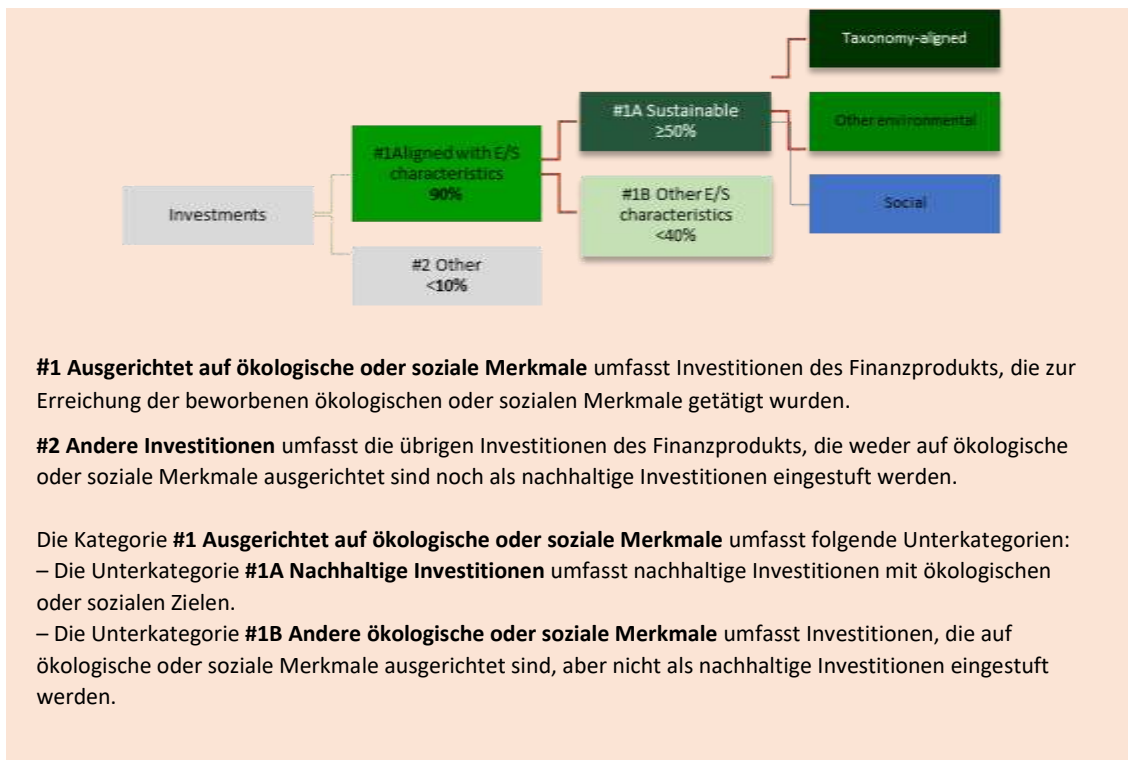 Taxonomy-aligned
#1A Sustainable
≥50%
Other environmental
#1Aligned with E/S
characteristics
90%
#1B Other E/S
characteristics
<40%
Social
Investments
#2 Other
<10%
#1 Ausgerichtet auf ökologische oder soziale Merkmale umfasst Investitionen des Finanzprodukts, die zur
Erreichung der beworbenen ökologischen oder sozialen Merkmale getätigt wurden.
#2 Andere Investitionen umfasst die übrigen Investitionen des Finanzprodukts, die weder auf ökologische
oder soziale Merkmale ausgerichtet sind noch als nachhaltige Investitionen eingestuft werden.
Die Kategorie #1 Ausgerichtet auf ökologische oder soziale Merkmale umfasst folgende Unterkategorien:
– Die Unterkategorie #1A Nachhaltige Investitionen umfasst nachhaltige Investitionen mit ökologischen
oder sozialen Zielen.
– Die Unterkategorie #1B Andere ökologische oder soziale Merkmale umfasst Investitionen, die auf
ökologische oder soziale Merkmale ausgerichtet sind, aber nicht als nachhaltige Investitionen eingestuft
werden.